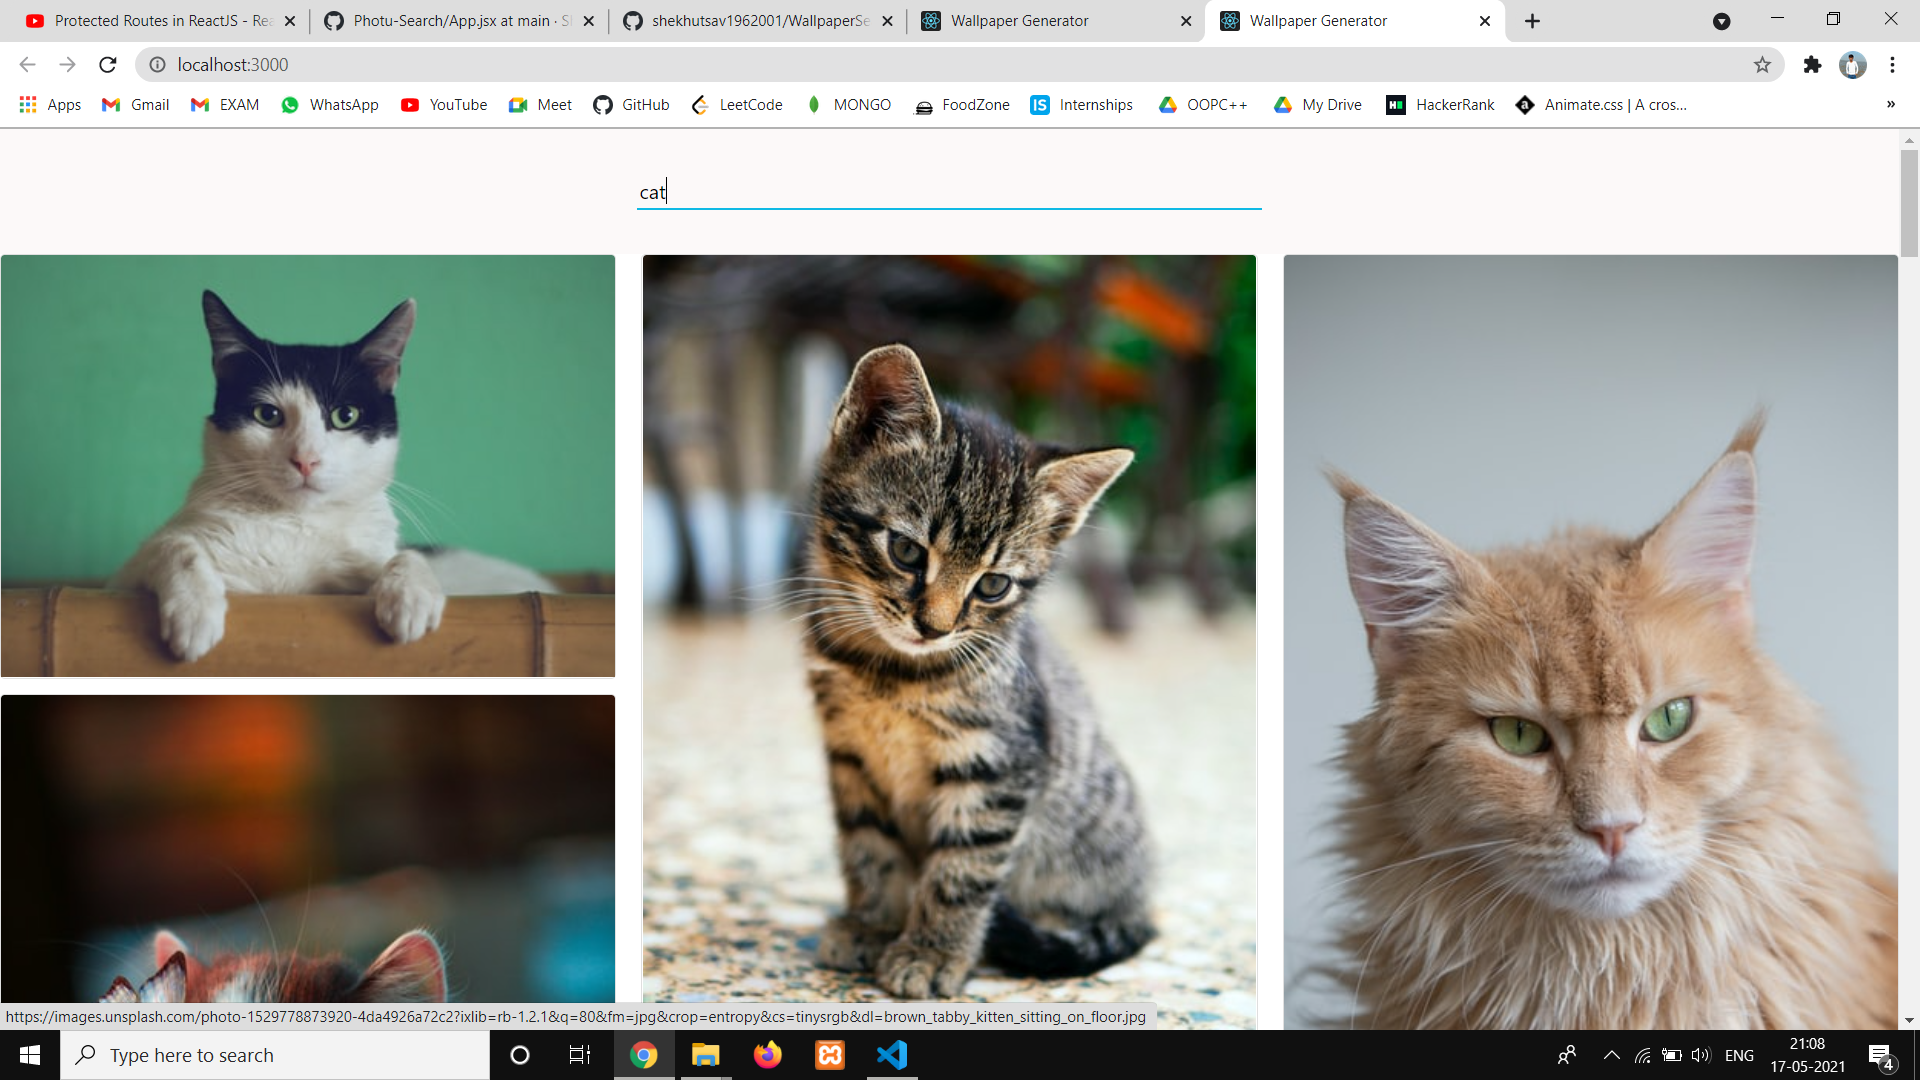 Protected Routes in ReactJS - Rea
Photu-Search/App.jsx at main · S
shekhutsav1962001/WallpaperSe
Wallpaper Generator
Wallpaper Generator
localhost:3000
Apps
Gmail
EXAM
WhatsApp
YouTube
Meet
GitHub
LeetCode
MONGO
FoodZone
IS
Internships
OOPC++
My Drive
HackerRank
Animate.css | A cros...
»
cat
https://images.unsplash.com/photo-1529778873920-4da4926a72c2?ixlib=rb-1.2.1&q=80&fm=jpg&crop=entropy&cs=tinysrgb&dl=brown_tabby_kitten_sitting_on_floor.jpg
Type here to search
ENG
21:08
17-05-2021
4